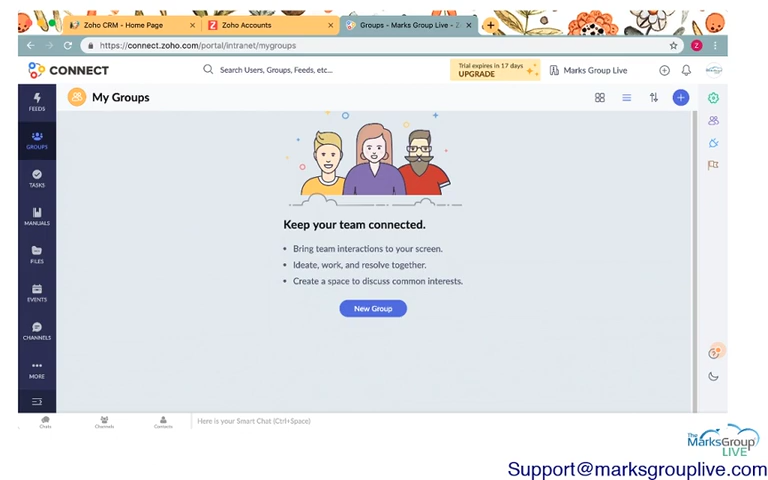 Zoho CRM - Home Page
Zoho Accounts
Groups - Marks Group Live - Z
https://connect.zoho.com/portal/intranet/mygroups
CONNECT
Search Users, Groups, Feeds, etc...
Trial expires in 17 days
UPGRADE
Marks Group Live
FEEDS
My Groups
GROUPS
TASKS
MANUALS
FILES
EVENTS
CHANNELS
MORE
Keep your team connected.
Bring team interactions to your screen.
Ideate, work, and resolve together.
Create a space to discuss common interests.
New Group
Chats
Channels
Contacts
Here is your Smart Chat (Ctrl+Space)
The
MarksGroup
LIVE
Support@marksgrouplive.com